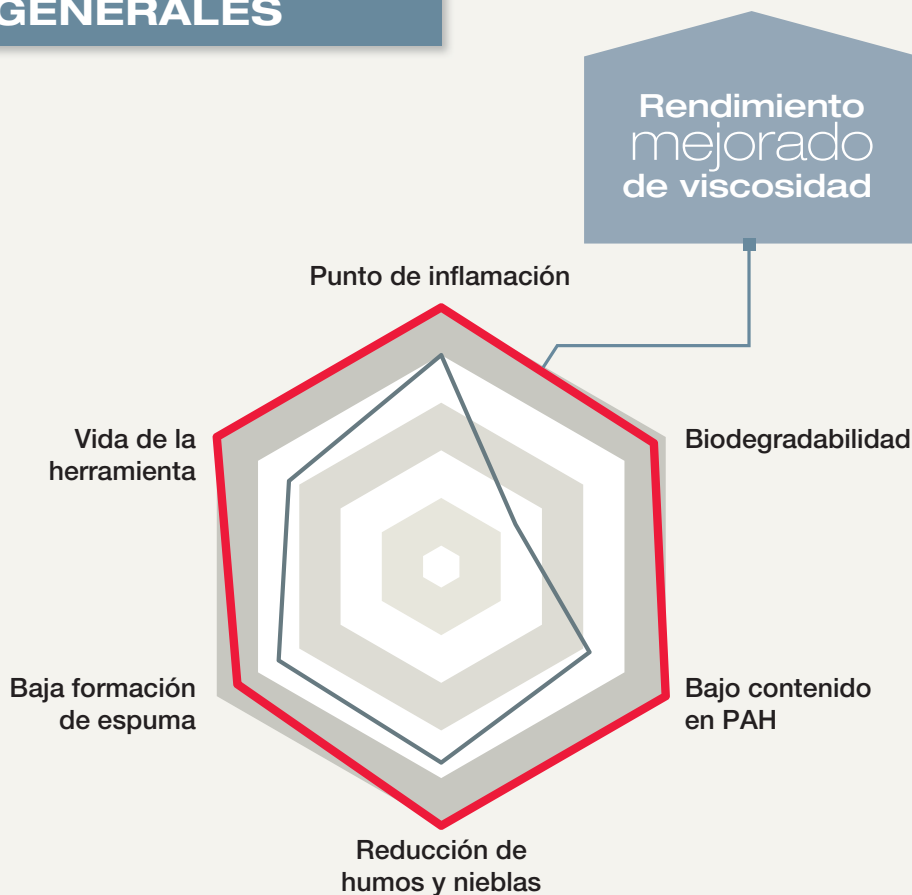 GENERALES
Rendimiento
mejorado
de viscosidad
Punto de inflamación
Vida de la
herramienta
Biodegradabilidad
Baja formación
de espuma
Bajo contenido
en PAH
Reducción de
humos y nieblas